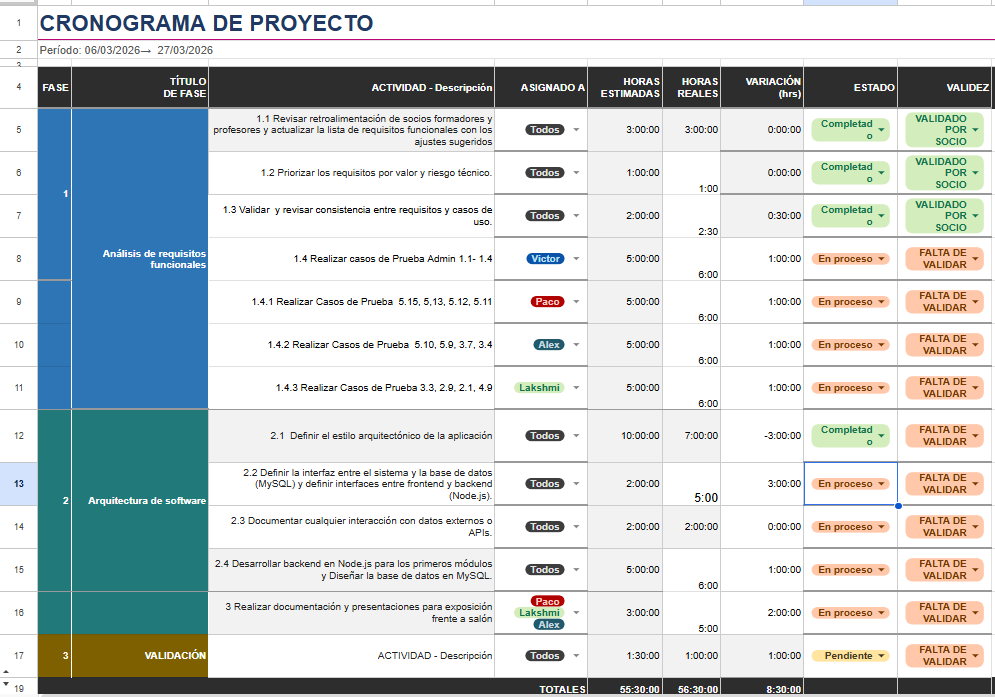 1 CRONOGRAMA DE PROYECTO
2 Período: 06/03/2026→ 27/03/2026
3
4 FASE TÍTULO DE FASE ACTIVIDAD - Descripción ASIGNADO A HORAS ESTIMADAS HORAS REALES VARIACIÓN (hrs) ESTADO VALIDEZ
5 1.1 Revisar retroalimentación de socios formadores y profesores y actualizar la lista de requisitos funcionales con los ajustes sugeridos Todos 3:00:00 3:00:00 0:00:00 Completado VALIDADO POR SOCIO
6 1 1.2 Priorizar los requisitos por valor y riesgo técnico. Todos 1:00:00 1:00 0:00:00 Completado VALIDADO POR SOCIO
7 1.3 Validar y revisar consistencia entre requisitos y casos de uso. Todos 2:00:00 2:30 0:30:00 Completado VALIDADO POR SOCIO
8 Análisis de requisitos funcionales 1.4 Realizar casos de Prueba Admin 1.1- 1.4 Victor 5:00:00 6:00 1:00:00 En proceso FALTA DE VALIDAR
9 1.4.1 Realizar Casos de Prueba 5.15, 5,13, 5.12, 5.11 Paco 5:00:00 6:00 1:00:00 En proceso FALTA DE VALIDAR
10 1.4.2 Realizar Casos de Prueba 5.10, 5.9, 3.7, 3.4 Alex 5:00:00 6:00 1:00:00 En proceso FALTA DE VALIDAR
11 1.4.3 Realizar Casos de Prueba 3.3, 2.9, 2.1, 4.9 Lakshmi 5:00:00 6:00 1:00:00 En proceso FALTA DE VALIDAR
12 2.1 Definir el estilo arquitectónico de la aplicación Todos 10:00:00 7:00:00 -3:00:00 Completado FALTA DE VALIDAR
13 2 Arquitectura de software 2.2 Definir la interfaz entre el sistema y la base de datos (MySQL) y definir interfaces entre frontend y backend (Node.js). Todos 2:00:00 5:00 3:00:00 En proceso FALTA DE VALIDAR
14 2.3 Documentar cualquier interacción con datos externos o APIs. Todos 2:00:00 2:00:00 0:00:00 En proceso FALTA DE VALIDAR
15 2.4 Desarrollar backend en Node.js para los primeros módulos y Diseñar la base de datos en MySQL. Todos 5:00:00 6:00 1:00:00 En proceso FALTA DE VALIDAR
16 3 Realizar documentación y presentaciones para exposición frente a salón Paco Lakshmi Alex 3:00:00 5:00 2:00:00 En proceso FALTA DE VALIDAR
17 3 VALIDACIÓN ACTIVIDAD - Descripción Todos 1:30:00 1:00:00 1:00:00 Pendiente FALTA DE VALIDAR
19 TOTALES 55:30:00 56:30:00 8:30:00